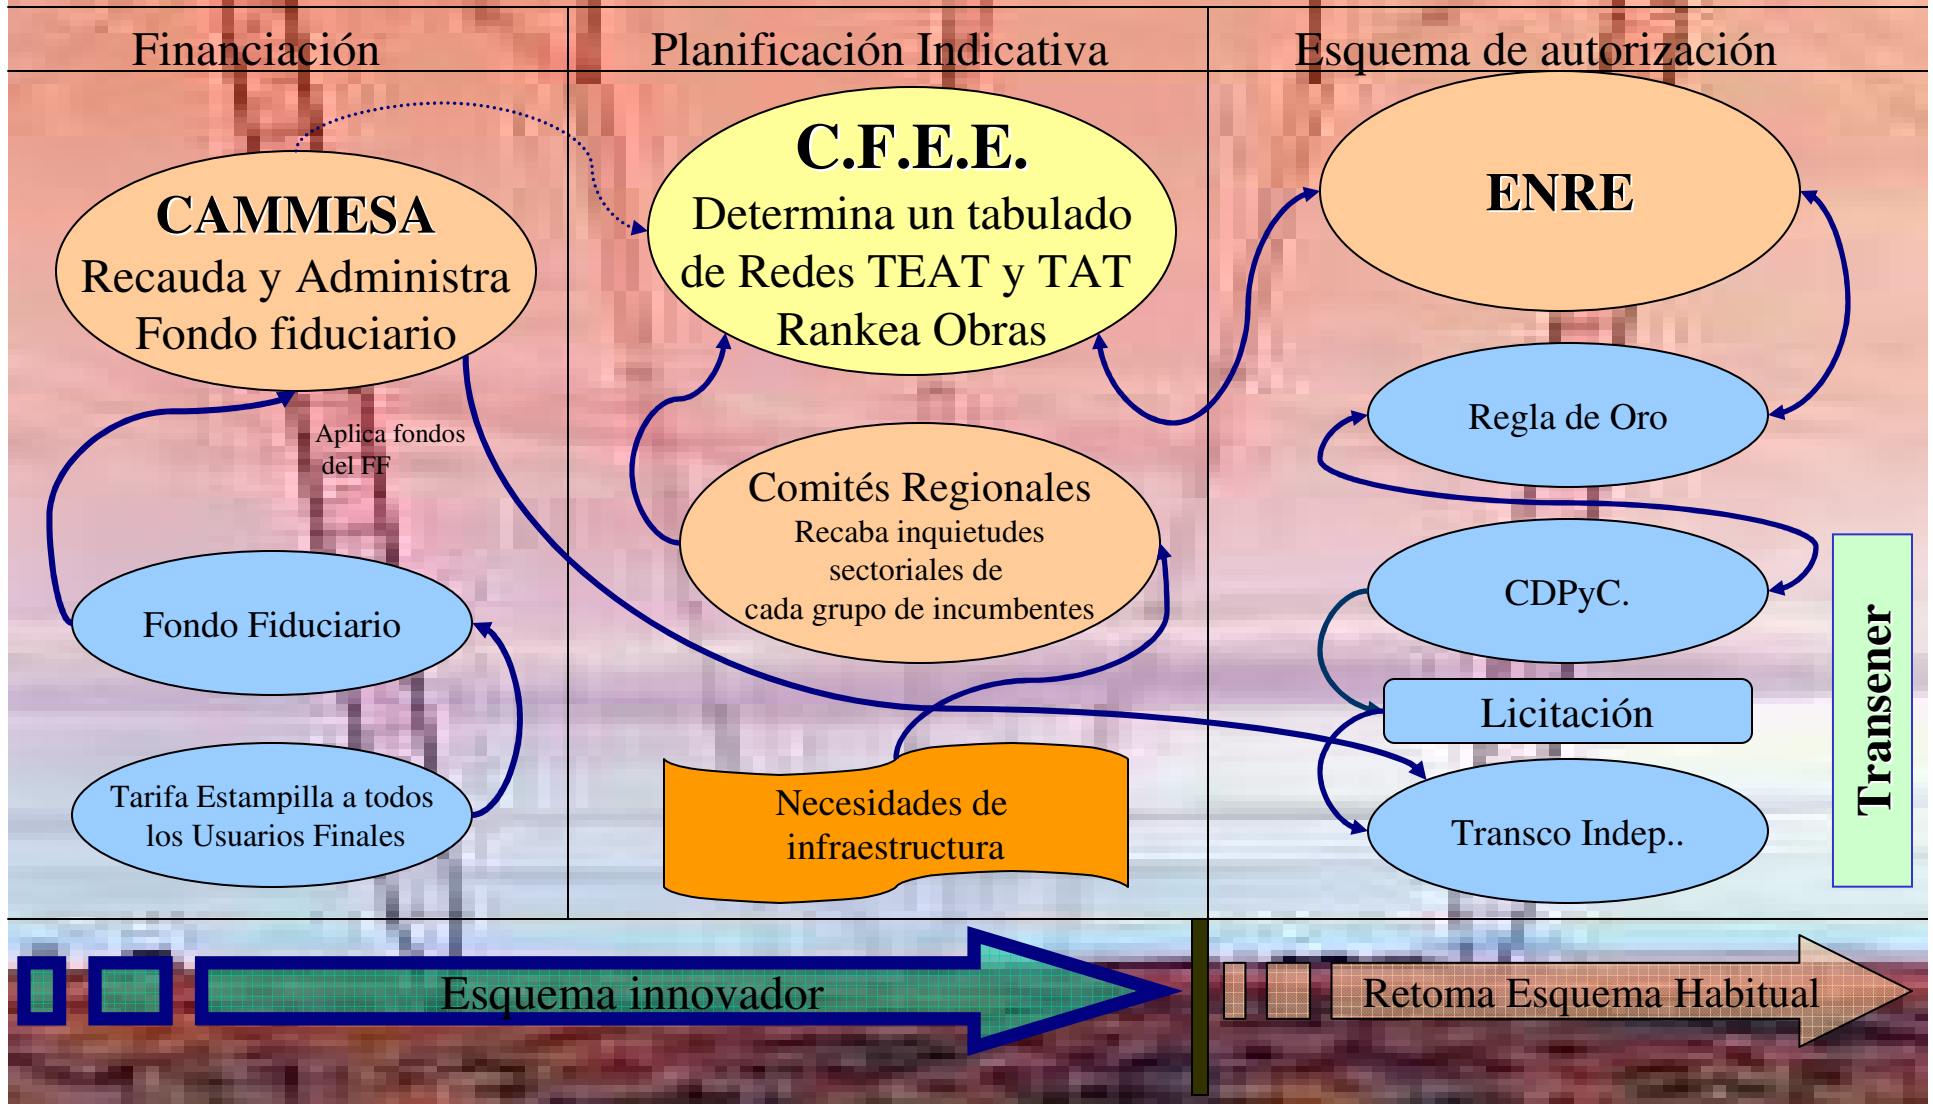 Financiación
Planificación Indicativa
Esquema de autorización
CAMMESA
Recauda y Administra
Fondo fiduciario
Aplica fondos
del FF
Fondo Fiduciario
Tarifa Estampilla a todos
los Usuarios Finales
C.F.E.E.
Determina un tabulado
de Redes TEAT y TAT
Rankea Obras
Comités Regionales
Recaba inquietudes
sectoriales de
cada grupo de incumbentes
Necesidades de
infraestructura
ENRE
Regla de Oro
CDPyC.
Licitación
Transco Indep..
Transener
Esquema innovador
Retoma Esquema Habitual